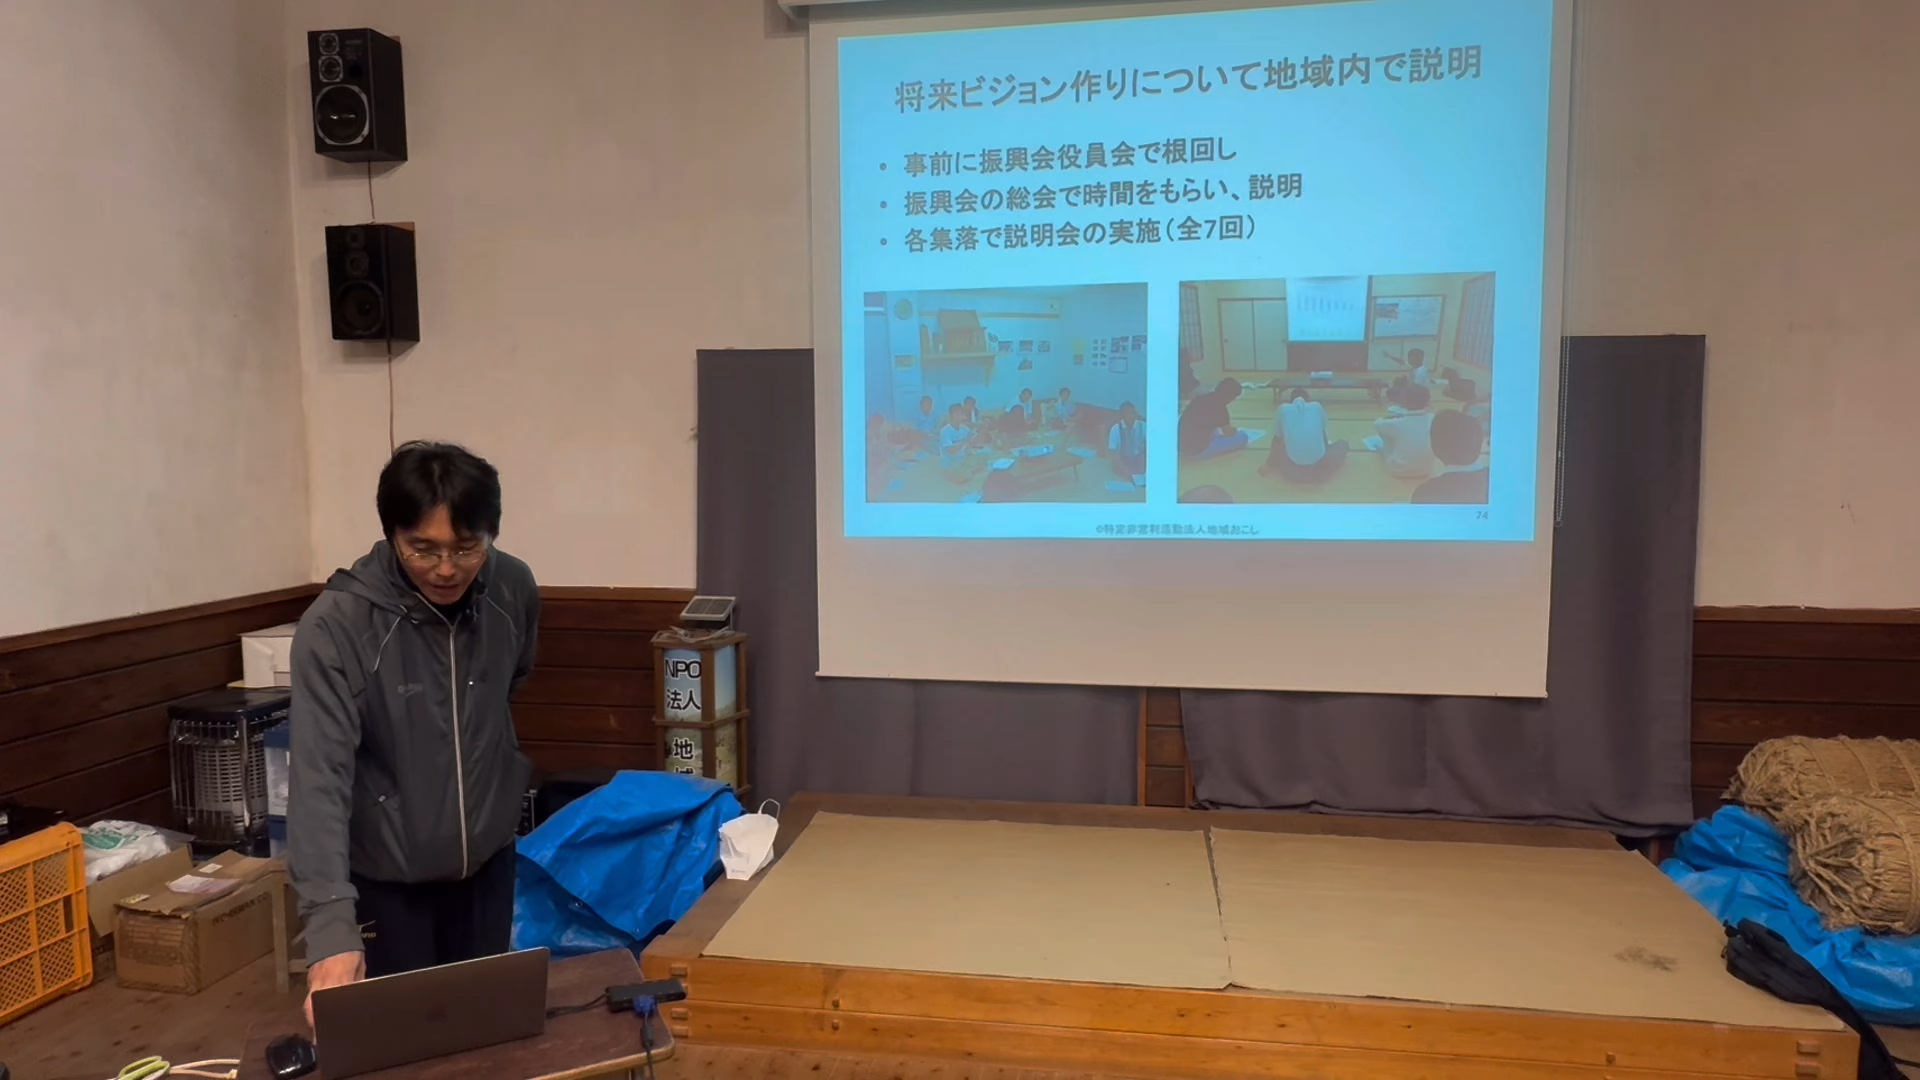 将来ビジョン作りについて地域内で説明
• 事前に振興会役員会で根回し
• 振興会の総会で時間をもらい、説明
• 各集落で説明会の実施（全7回）
74
©特定非営利活動法人地域おこし
NPO
法人
地
域